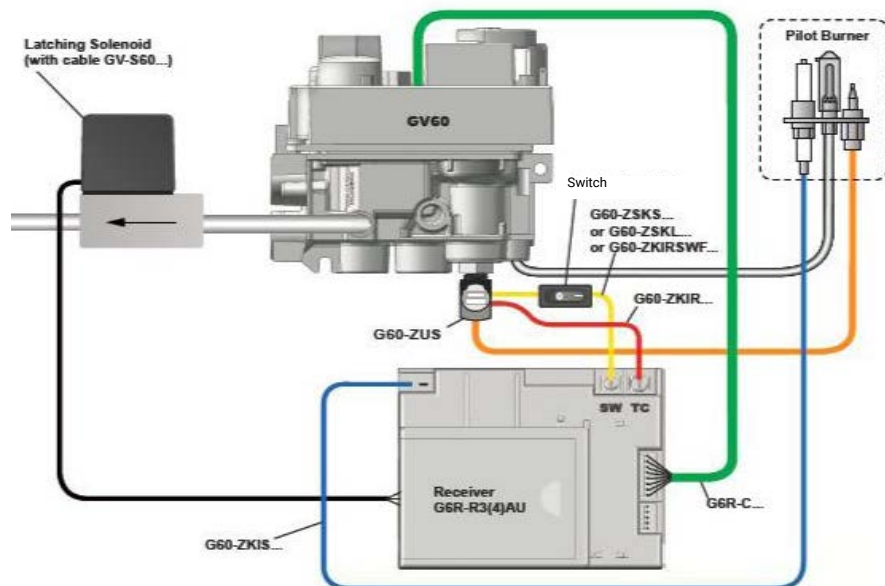 Latching Solenoid
(with cable GV-S60...)
Pilot Burner
GV60
Switch
G60-ZSKS...
or G60-ZSKL...
or G60-ZKIRSWF...
G60-ZKIR...
G60-ZUS
SW TC
Receiver
G6R-R3(4)AU
G6R-C...
G60-ZKIS...